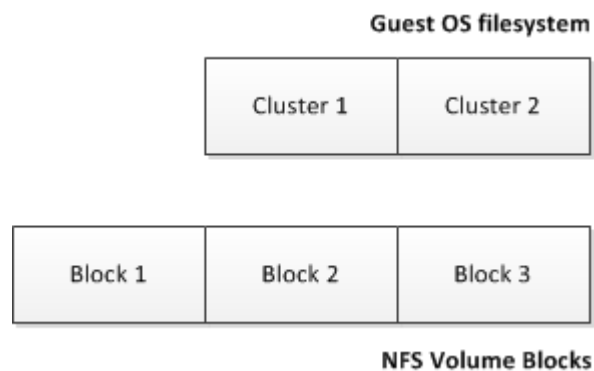 Guest OS filesystem
Cluster 1 Cluster 2
Block 1 Block 2 Block 3
NFS Volume Blocks